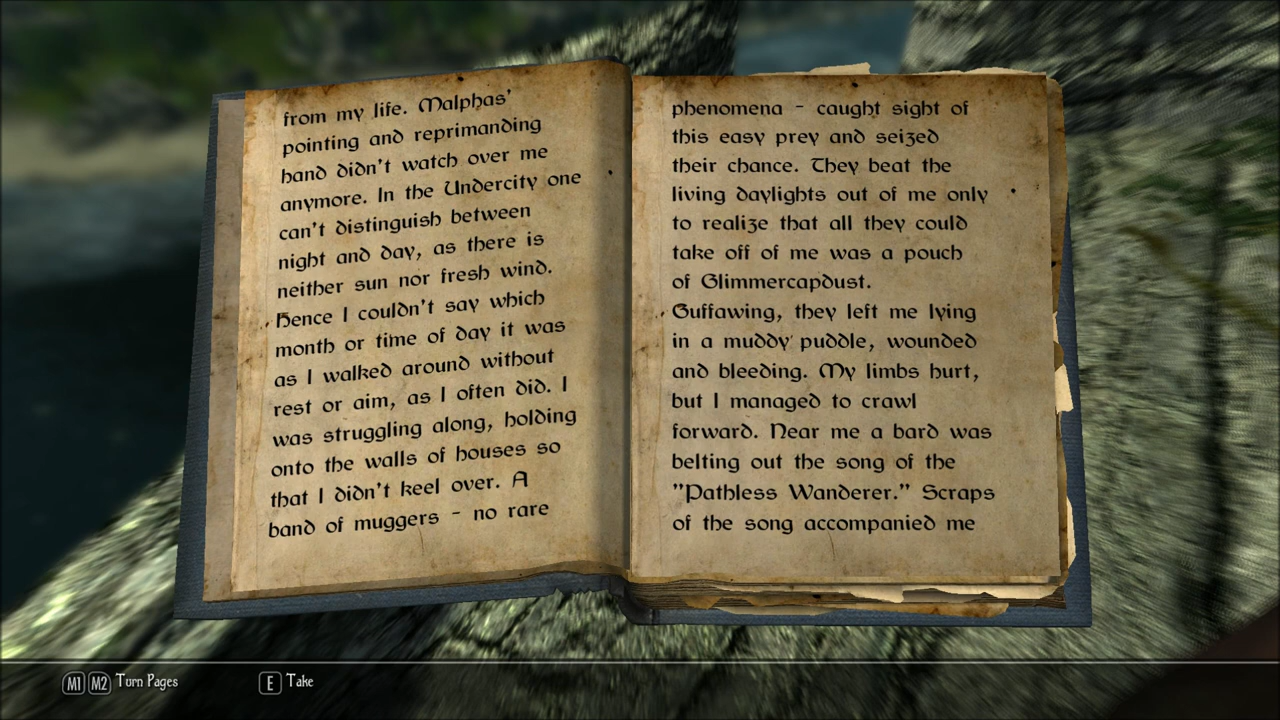 from my life. Malphas'
pointing and reprimanding
hand didn't watch over me
anymore. In the Undercity one
can't distinguish between
night and day, as there is
neither sun nor fresh wind.
Hence I couldn't say which
month or time of day it was
as I walked around without
rest or aim, as I often did. I
was struggling along, holding
onto the walls of houses so
that I didn't keel over. A
band of muggers - no rare
phenomena - caught sight of
this easy prey and seized
their chance. They beat the
living daylights out of me only
to realize that all they could
take off of me was a pouch
of Glimmercapdust.
Guffawing, they left me lying
in a muddy puddle, wounded
and bleeding. My limbs hurt,
but I managed to crawl
forward. Near me a bard was
belting out the song of the
"Pathless Wanderer." Scraps
of the song accompanied me
M1 M2 Turn Pages
E Take